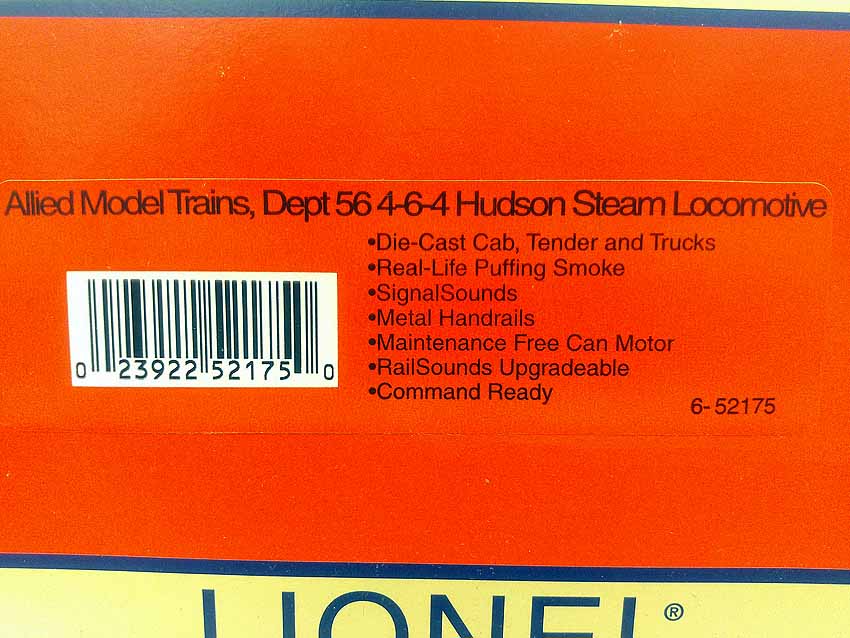 Allied Model Trains, Dept 56 4-6-4 Hudson Steam Locomotive
•Die-Cast Cab, Tender and Trucks
•Real-Life Puffing Smoke
•SignalSounds
•Metal Handrails
•Maintenance Free Can Motor
•RailSounds Upgradeable
•Command Ready
0 23922 52175 0
6-52175
LIONEL®